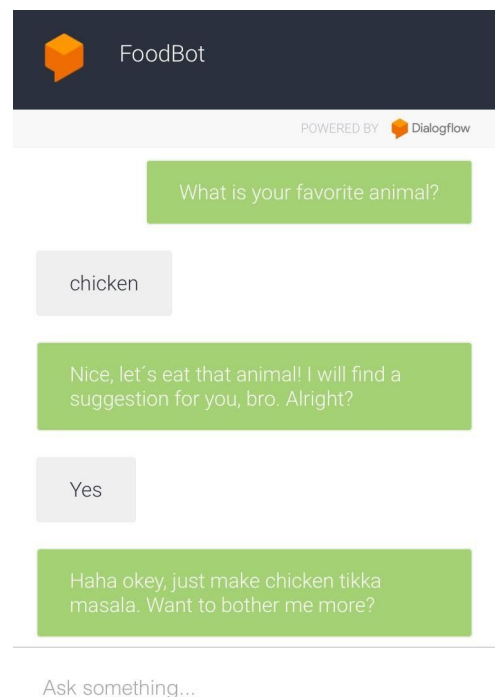 FoodBot
POWERED BY Dialogflow
What is your favorite animal?
chicken
Nice, let´s eat that animal! I will find a
suggestion for you, bro. Alright?
Yes
Haha okey, just make chicken tikka
masala. Want to bother me more?
Ask something...